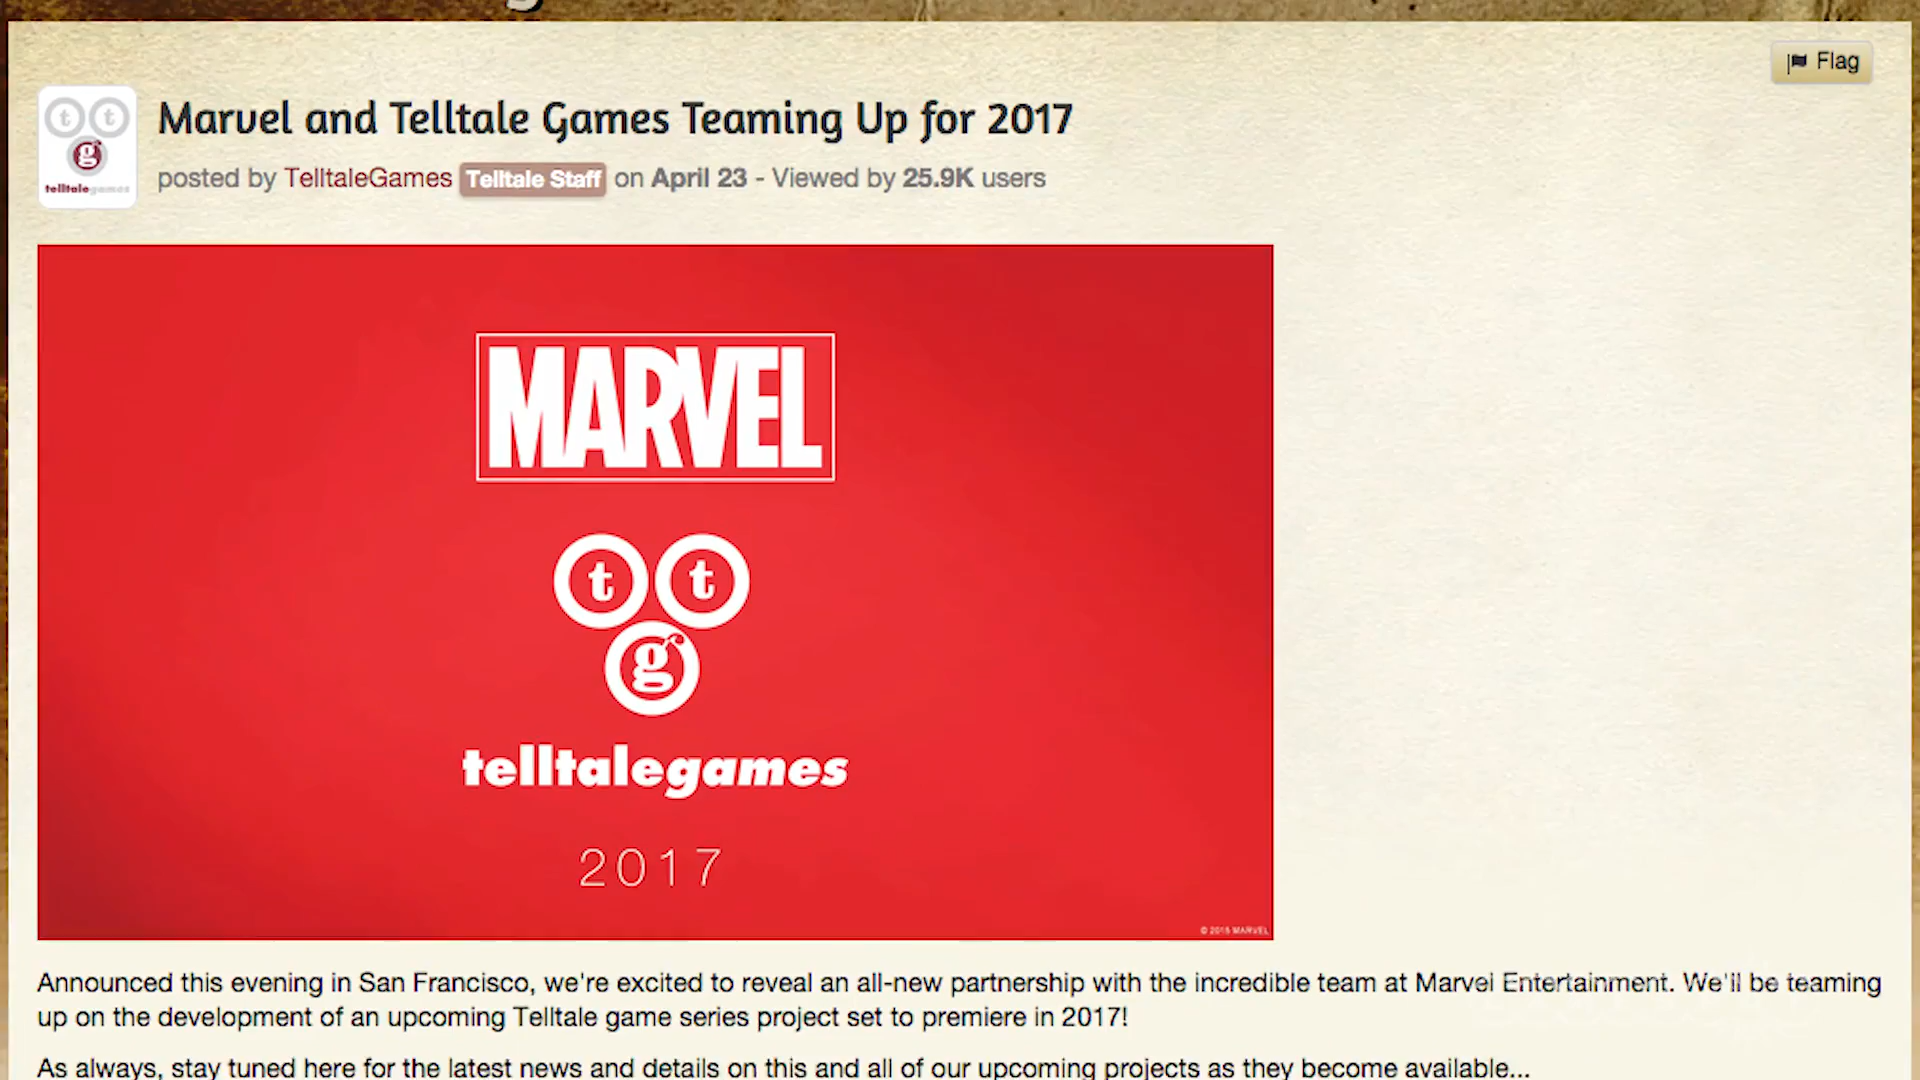 Flag
Marvel and Telltale Games Teaming Up for 2017
posted by TelltaleGames Telltale Staff on April 23 - Viewed by 25.9K users
t t
g
telltalegames
MARVEL
t t
g
telltalegames
2017
© 2015 MARVEL
Announced this evening in San Francisco, we're excited to reveal an all-new partnership with the incredible team at Marvel Entertainment. We'll be teaming
up on the development of an upcoming Telltale game series project set to premiere in 2017!
As always, stay tuned here for the latest news and details on this and all of our upcoming projects as they become available...